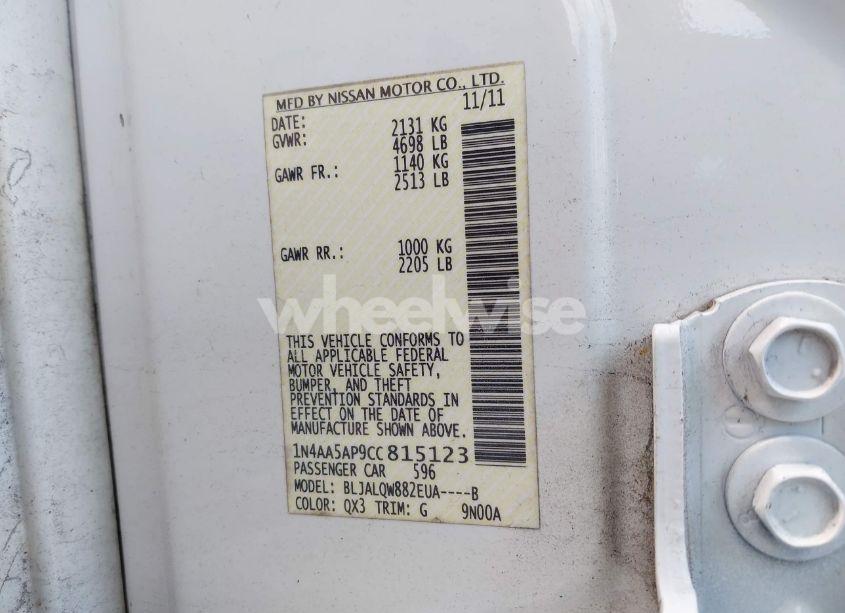 MFD BY NISSAN MOTOR CO., LTD.
DATE: 11/11
GVWR: 2131 KG
4698 LB
GAWR FR.: 1140 KG
2513 LB
GAWR RR.: 1000 KG
2205 LB
wheelwise
THIS VEHICLE CONFORMS TO
ALL APPLICABLE FEDERAL
MOTOR VEHICLE SAFETY,
BUMPER, AND THEFT
PREVENTION STANDARDS IN
EFFECT ON THE DATE OF
MANUFACTURE SHOWN ABOVE.
1N4AA5AP9CC815123
PASSENGER CAR 596
MODEL: BLJALQW882EUA----B
COLOR: QX3 TRIM: G 9N00A